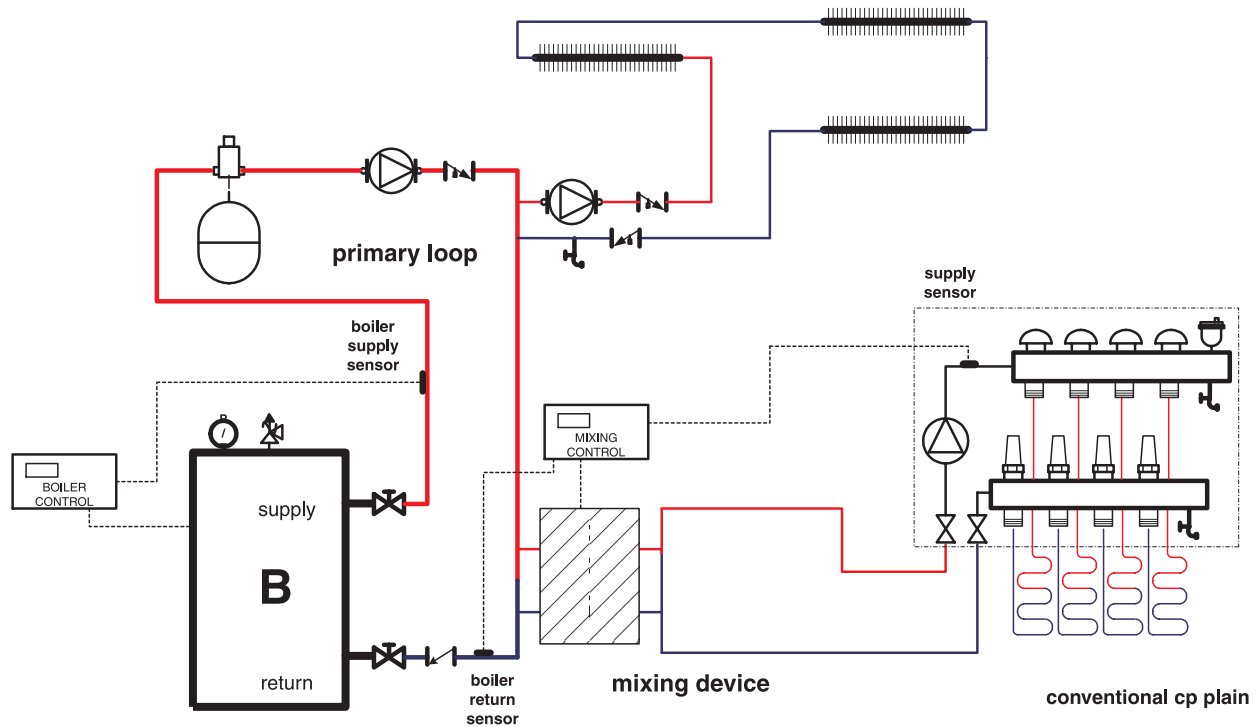 primary loop
supply
sensor
boiler
supply
sensor
P
MIXING
CONTROL
BOILER
CONTROL
supply
B
return
boiler
return
sensor
mixing device
conventional cp plain